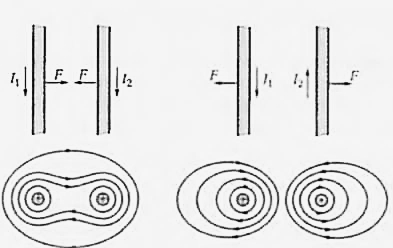 F F F F
I₁ I₂ I₁ I₂